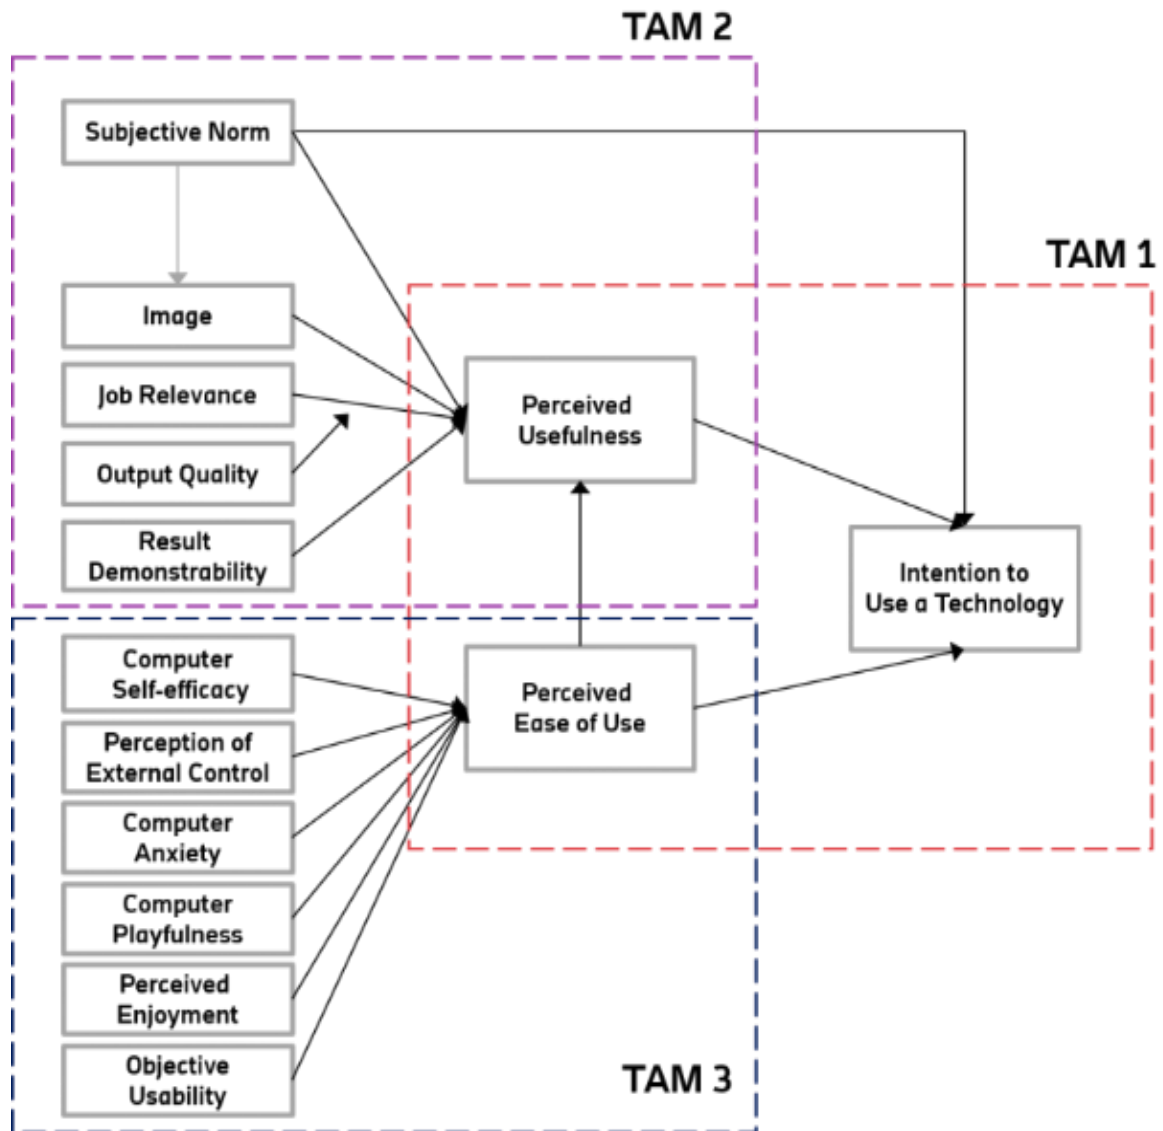 TAM 2
Subjective Norm
TAM 1
Image
Job Relevance
Output Quality
Result
Demonstrability
Perceived
Usefulness
Intention to
Use a Technology
Computer
Self-efficacy
Perception of
External Control
Computer
Anxiety
Computer
Playfulness
Perceived
Enjoyment
Objective
Usability
Perceived
Ease of Use
TAM 3